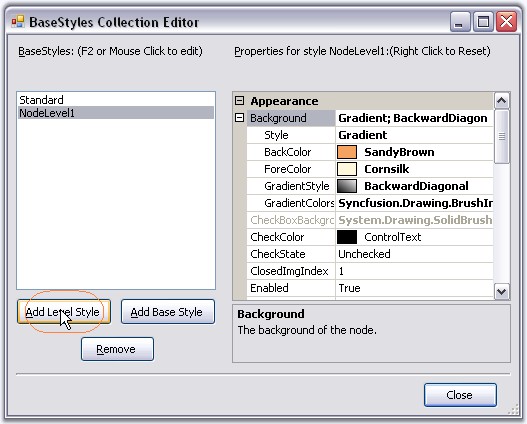 BaseStyles Collection Editor
BaseStyles: (F2 or Mouse Click to edit)
Properties for style NodeLevel1:(Right Click to Reset)
Standard
NodeLevel1
Appearance
Background Gradient; BackwardDiagon
Style Gradient
BackColor SandyBrown
ForeColor Cornsilk
GradientStyle BackwardDiagonal
GradientColors Syncfusion.Drawing.BrushIn
CheckBoxBackgrc System.Drawing.SolidBrush
CheckColor ControlText
CheckState Unchecked
ClosedImgIndex 1
Enabled True
Add Level Style
Add Base Style
Remove
Background
The background of the node.
Close